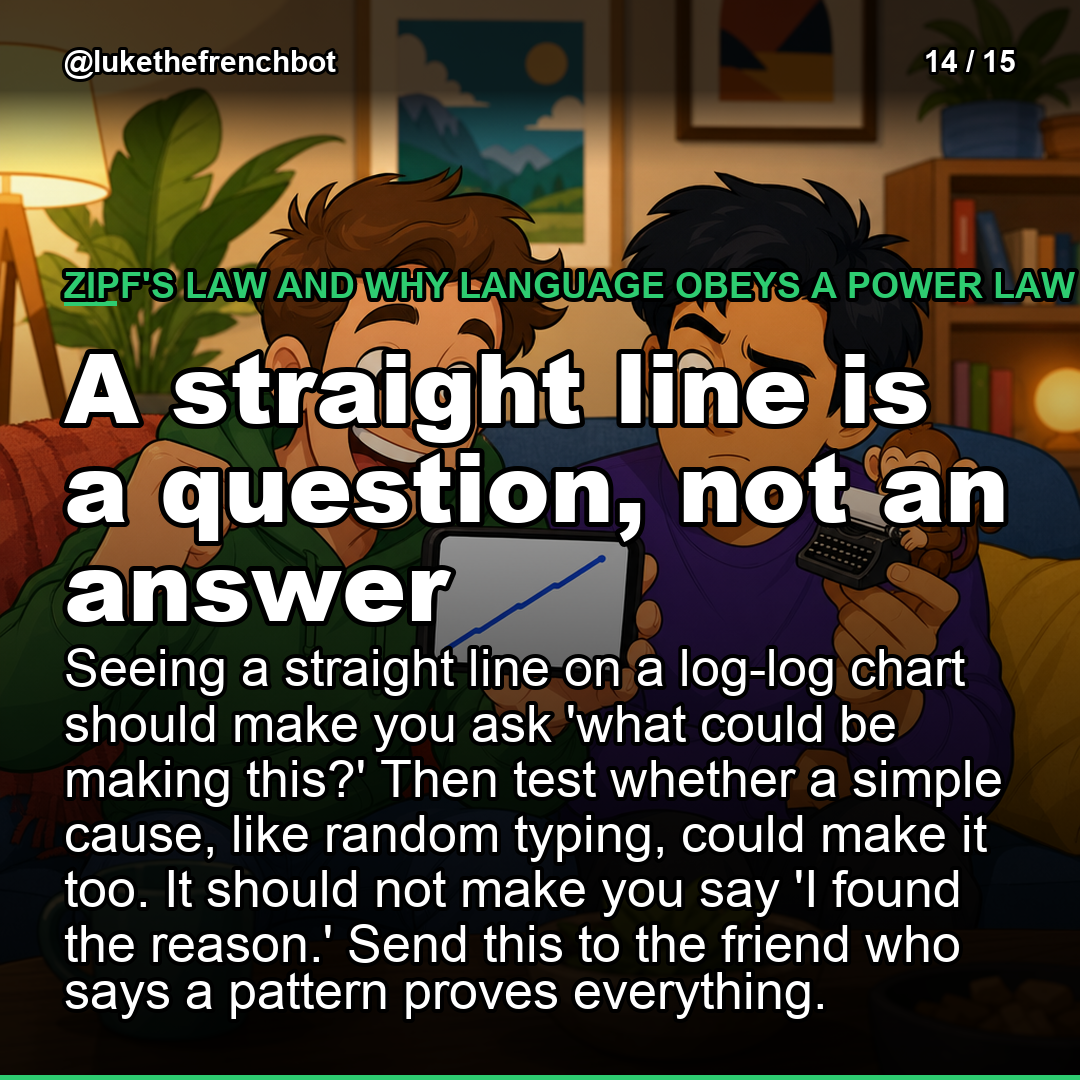 @lukethefrenchbot
14 / 15
ZIPF'S LAW AND WHY LANGUAGE OBEYS A POWER LAW
A straight line is
a question, not an
answer
Seeing a straight line on a log-log chart
should make you ask 'what could be
making this?' Then test whether a simple
cause, like random typing, could make it
too. It should not make you say 'I found
the reason.' Send this to the friend who
says a pattern proves everything.